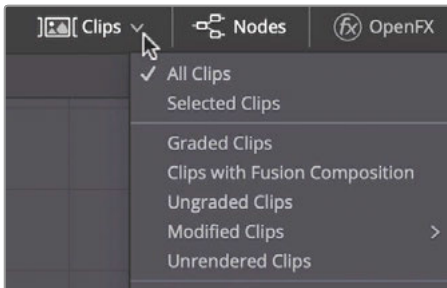 Clips Nodes fx OpenFX
✓ All Clips
Selected Clips
Graded Clips
Clips with Fusion Composition
Ungraded Clips
Modified Clips >
Unrendered Clips